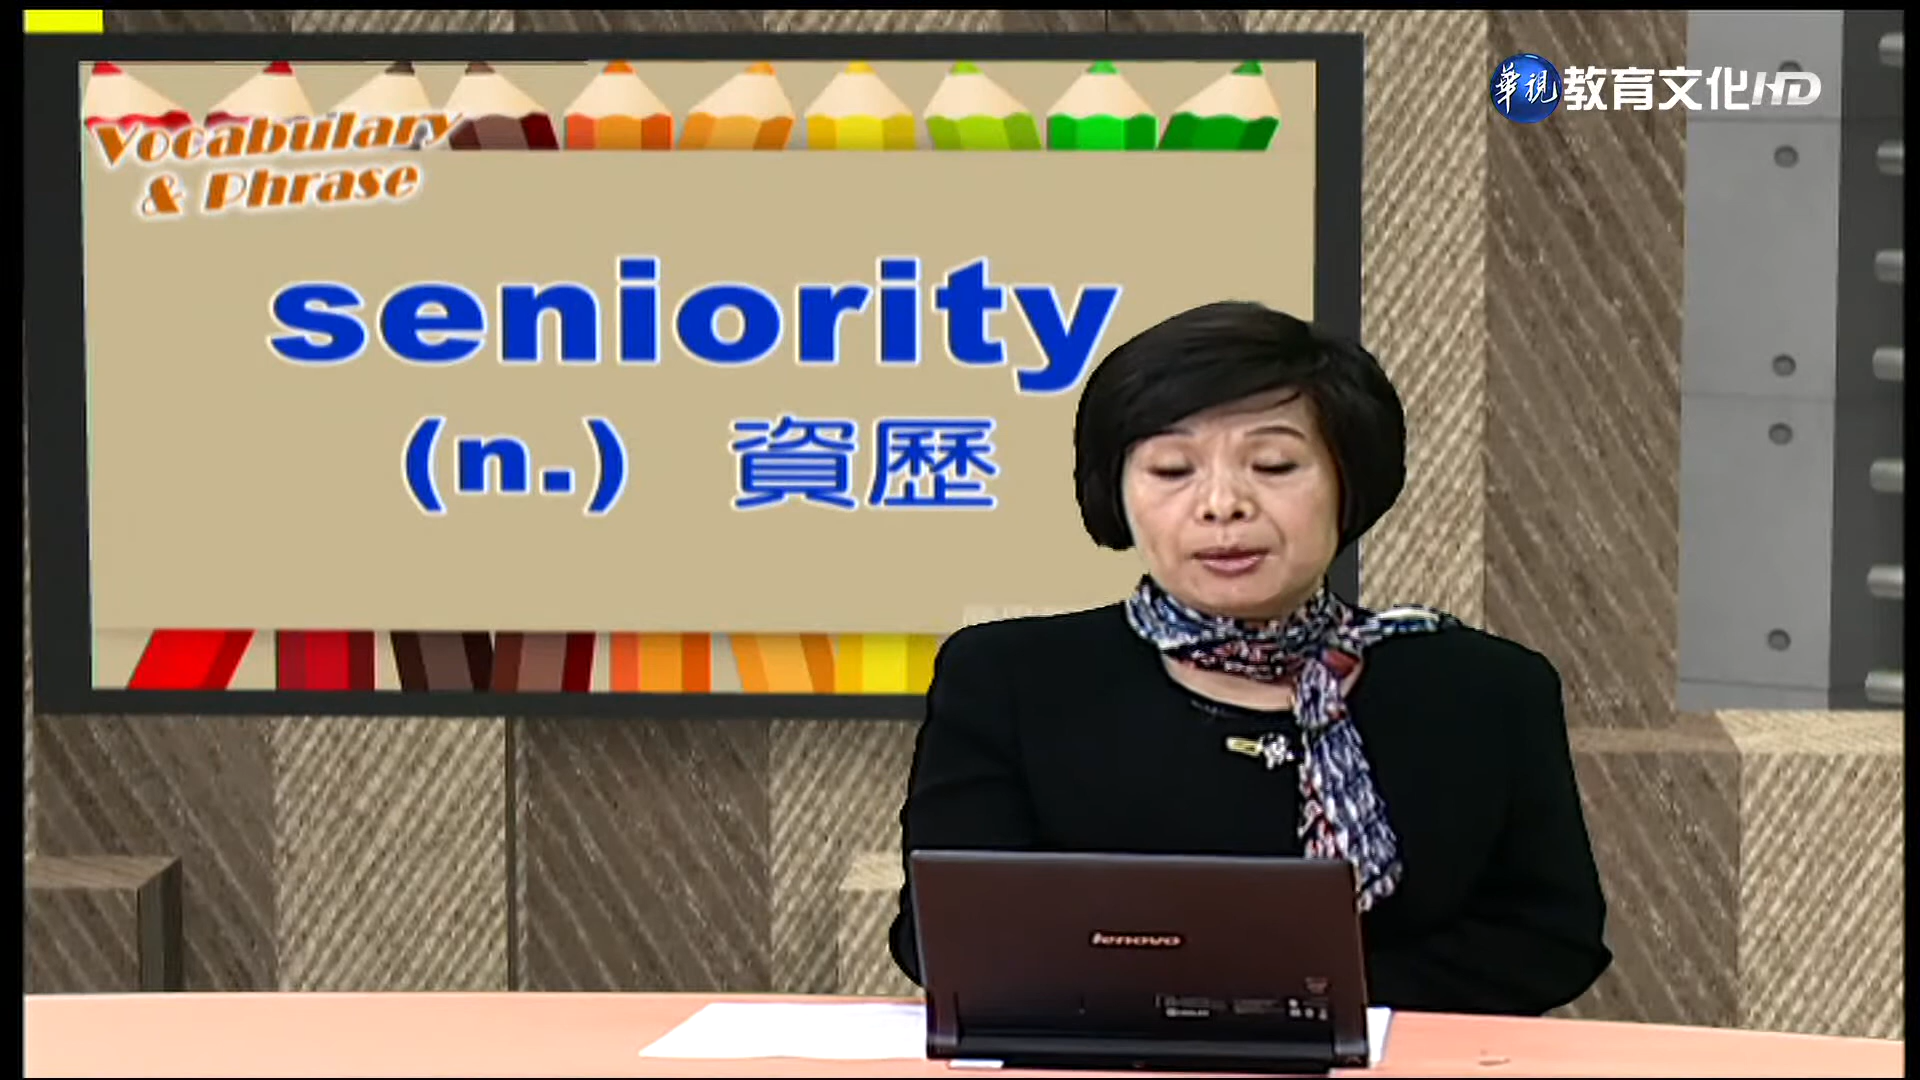 華視 教育文化HD
Vocabulary
& Phrase
seniority
(n.) 資歷
lenovo